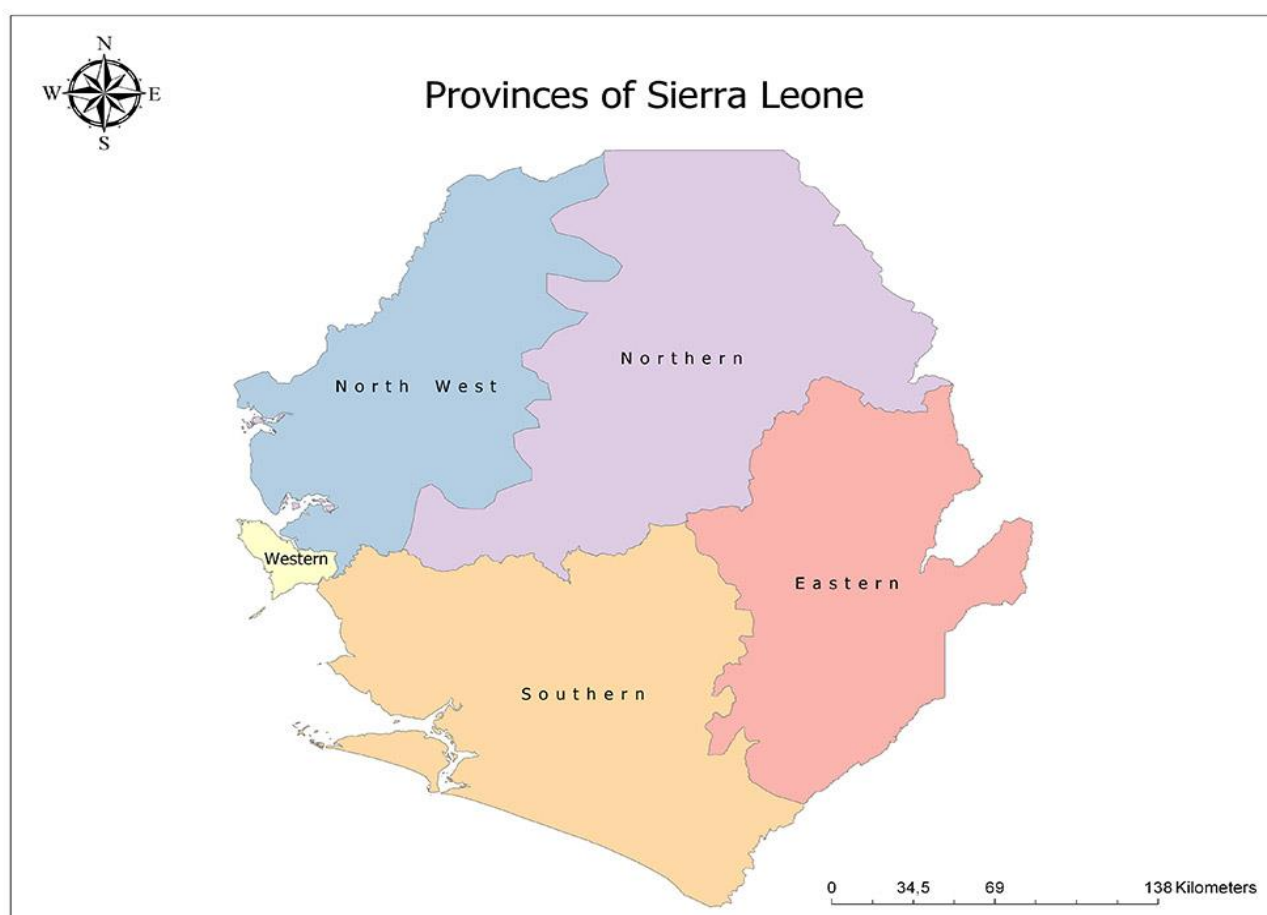 N
W E
S
Provinces of Sierra Leone
Northern
North West
Western
Eastern
Southern
0 34,5 69 138 Kilometers